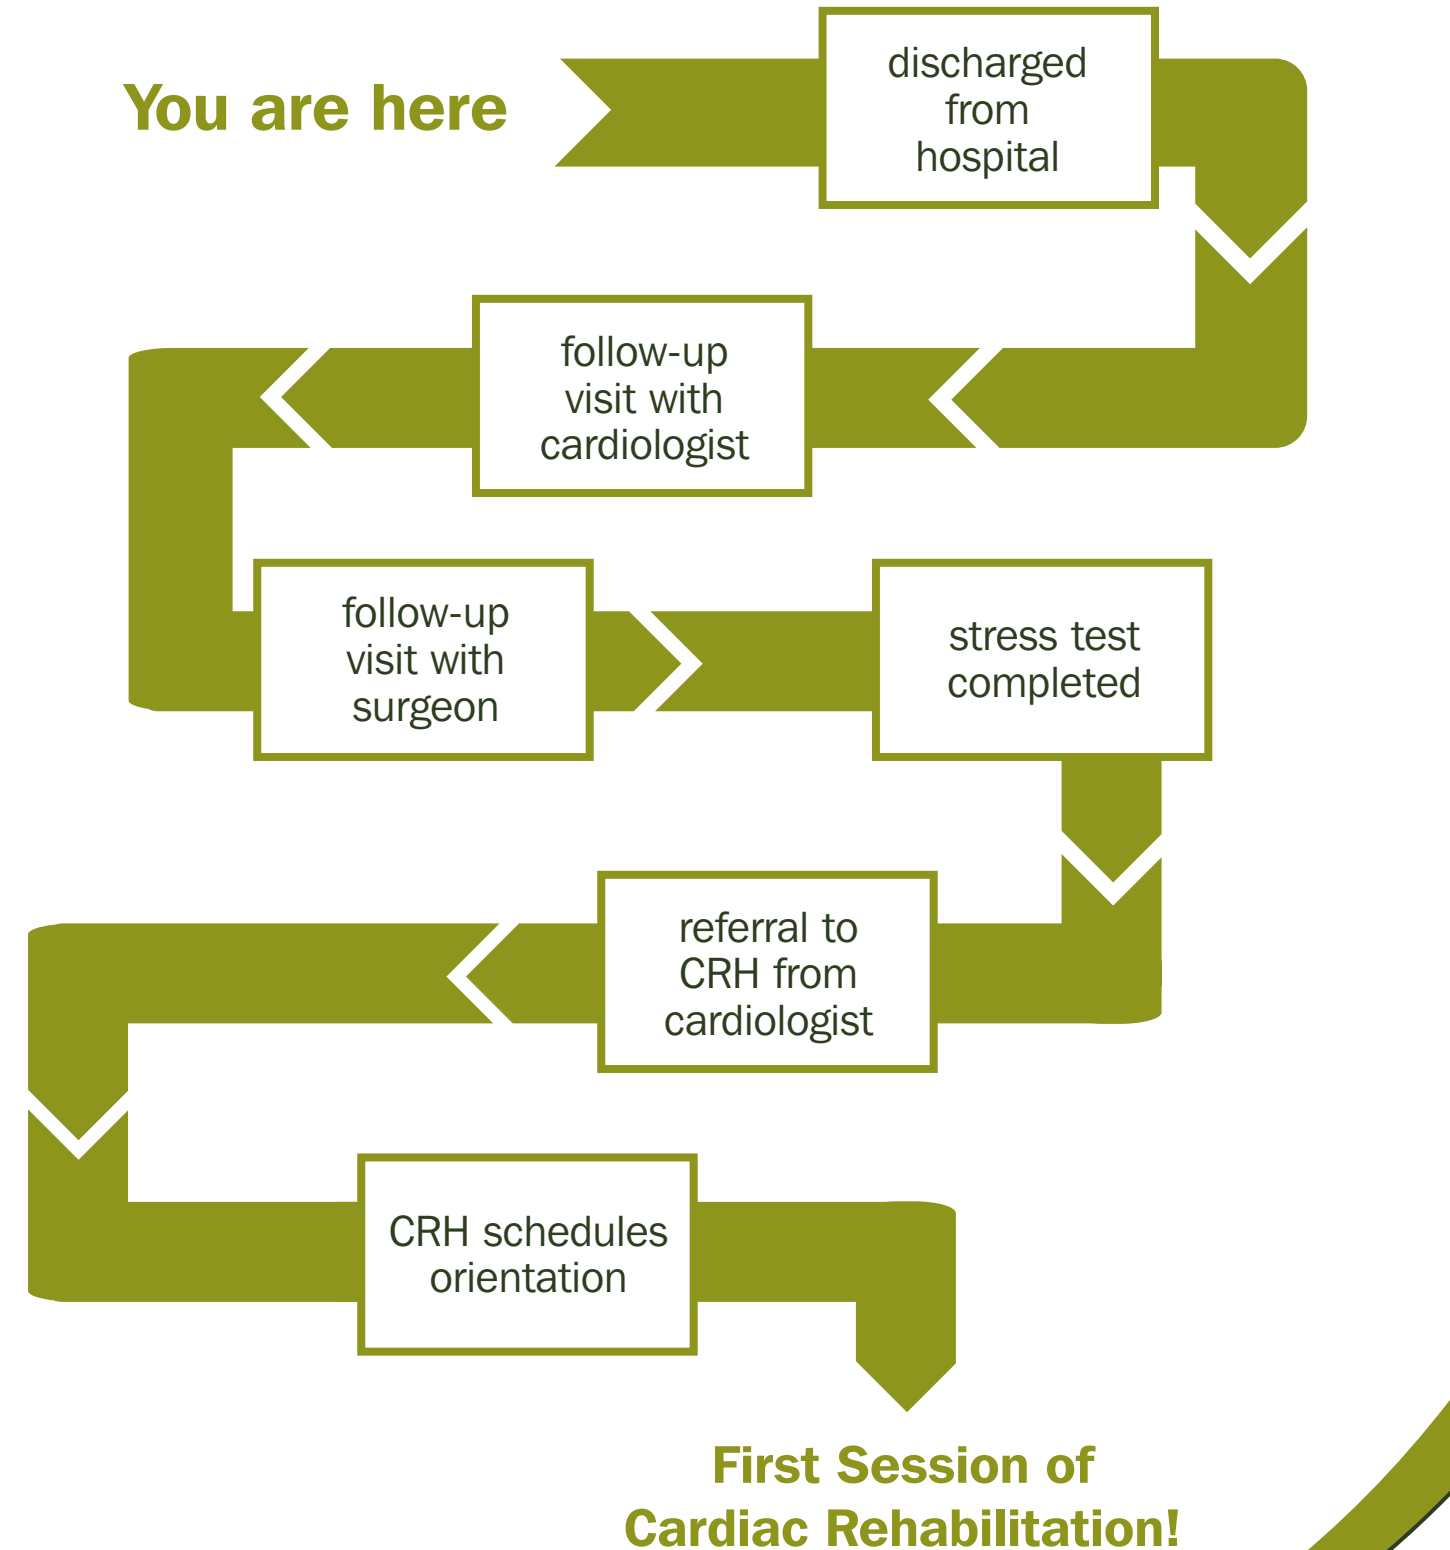 You are here
discharged
from
hospital
follow-up
visit with
cardiologist
follow-up
visit with
surgeon
stress test
completed
referral to
CRH from
cardiologist
CRH schedules
orientation
First Session of
Cardiac Rehabilitation!